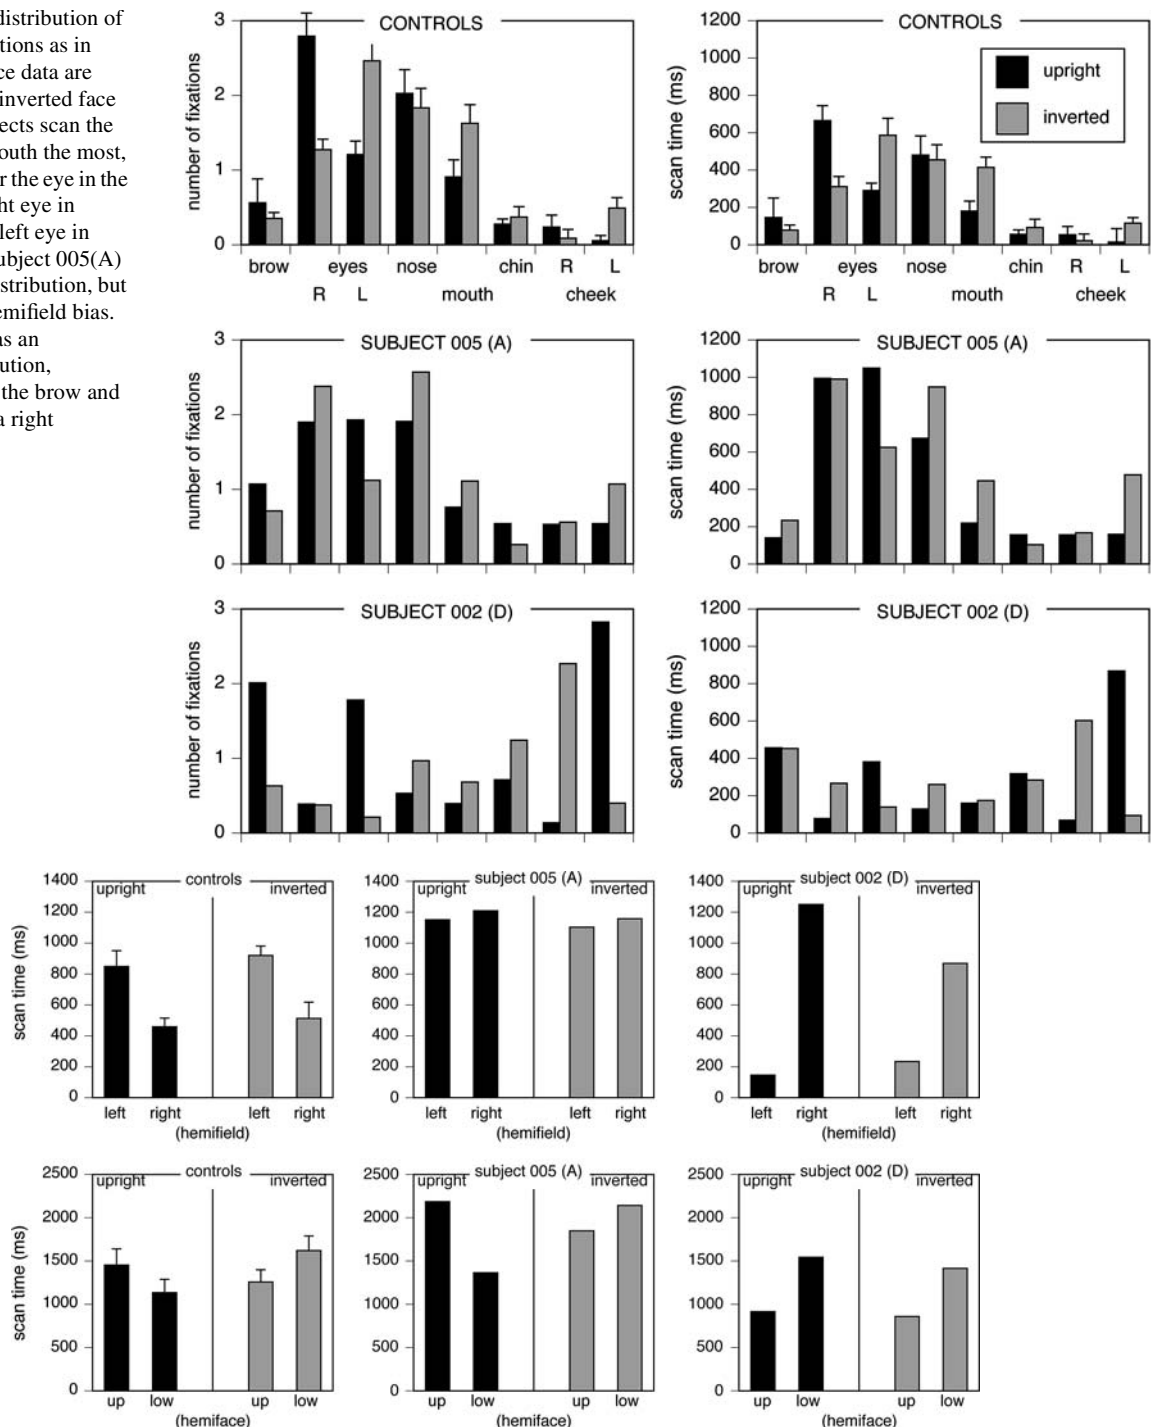 distribution of
tions as in
ce data are
inverted face
ects scan the
outh the most,
r the eye in the
ht eye in
left eye in
ubject 005(A)
stribution, but
emifield bias.
as an
ution,
the brow and
a right
CONTROLS
number of fixations
3
2
1
0
brow eyes nose chin R L
R L mouth cheek
CONTROLS
scan time (ms)
1200
1000
800
600
400
200
0
upright
inverted
brow eyes nose chin R L
R L mouth cheek
SUBJECT 005 (A)
number of fixations
3
2
1
0
SUBJECT 005 (A)
scan time (ms)
1200
1000
800
600
400
200
0
SUBJECT 002 (D)
number of fixations
3
2
1
0
SUBJECT 002 (D)
scan time (ms)
1200
1000
800
600
400
200
0
controls
upright inverted
scan time (ms)
1400
1200
1000
800
600
400
200
0
left right left right
(hemifield)
subject 005 (A)
upright inverted
1400
1200
1000
800
600
400
200
0
left right left right
(hemifield)
subject 002 (D)
upright inverted
1400
1200
1000
800
600
400
200
0
left right left right
(hemifield)
controls
upright inverted
scan time (ms)
2500
2000
1500
1000
500
0
up low up low
(hemiface)
subject 005 (A)
upright inverted
2500
2000
1500
1000
500
0
up low up low
(hemiface)
subject 002 (D)
upright inverted
2500
2000
1500
1000
500
0
up low up low
(hemiface)